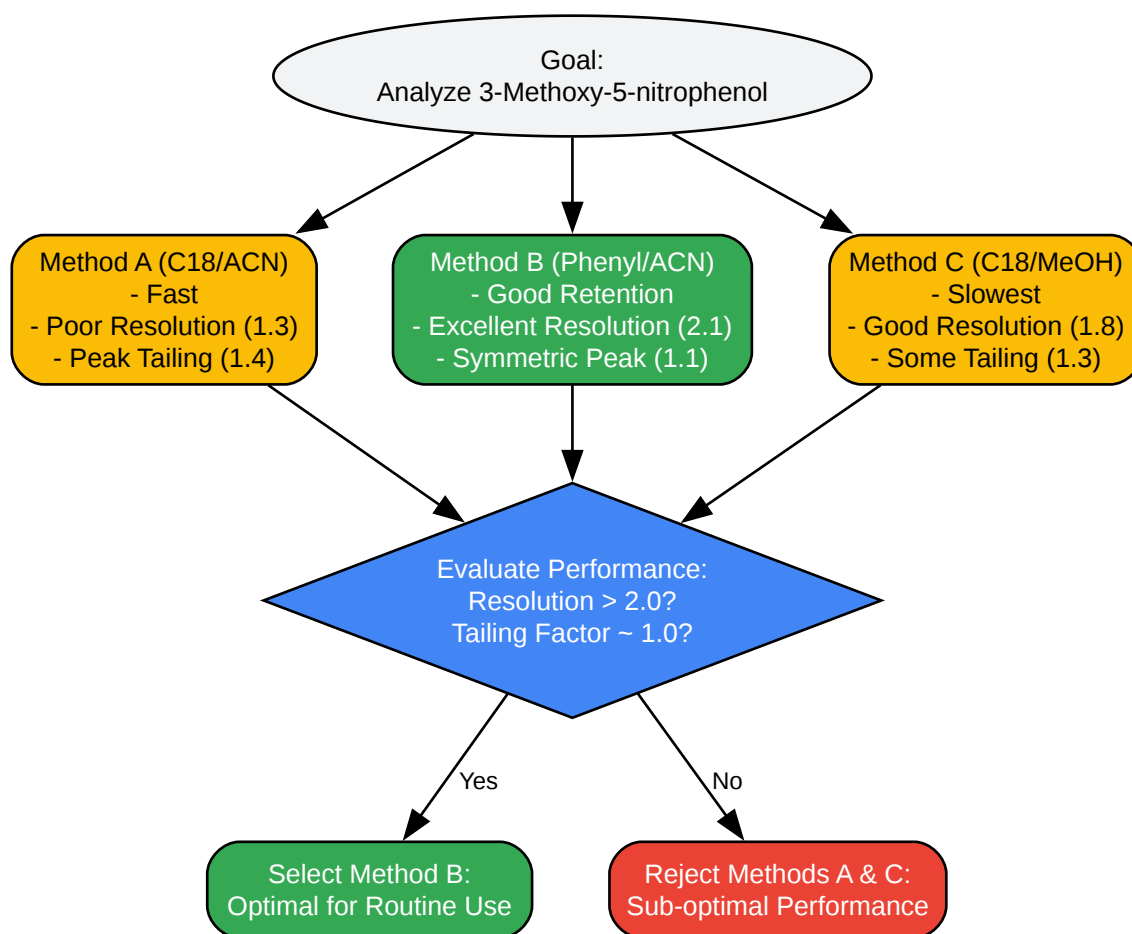 Goal:
Analyze 3-Methoxy-5-nitrophenol
Method A (C18/ACN)
- Fast
- Poor Resolution (1.3)
- Peak Tailing (1.4)
Method B (Phenyl/ACN)
- Good Retention
- Excellent Resolution (2.1)
- Symmetric Peak (1.1)
Method C (C18/MeOH)
- Slowest
- Good Resolution (1.8)
- Some Tailing (1.3)
Evaluate Performance:
Resolution > 2.0?
Tailing Factor ~ 1.0?
Yes
No
Select Method B:
Optimal for Routine Use
Reject Methods A & C:
Sub-optimal Performance